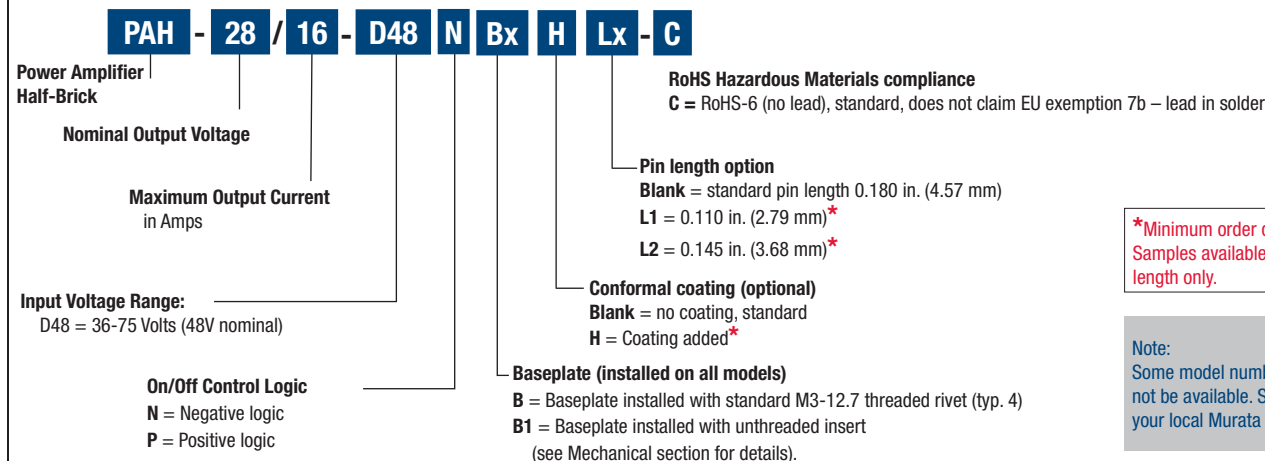 PAH - 28 / 16 - D48 N Bx H Lx - C
Power Amplifier
Half-Brick
Nominal Output Voltage
Maximum Output Current
in Amps
Input Voltage Range:
D48 = 36-75 Volts (48V nominal)
On/Off Control Logic
N = Negative logic
P = Positive logic
RoHS Hazardous Materials compliance
C = RoHS-6 (no lead), standard, does not claim EU exemption 7b – lead in solder
Pin length option
Blank = standard pin length 0.180 in. (4.57 mm)
L1 = 0.110 in. (2.79 mm)*
L2 = 0.145 in. (3.68 mm)*
Conformal coating (optional)
Blank = no coating, standard
H = Coating added*
Baseplate (installed on all models)
B = Baseplate installed with standard M3-12.7 threaded rivet (typ. 4)
B1 = Baseplate installed with unthreaded insert
(see Mechanical section for details).
*Minimum order
Samples available
length only.
Note:
Some model
not be available.
your local Murata